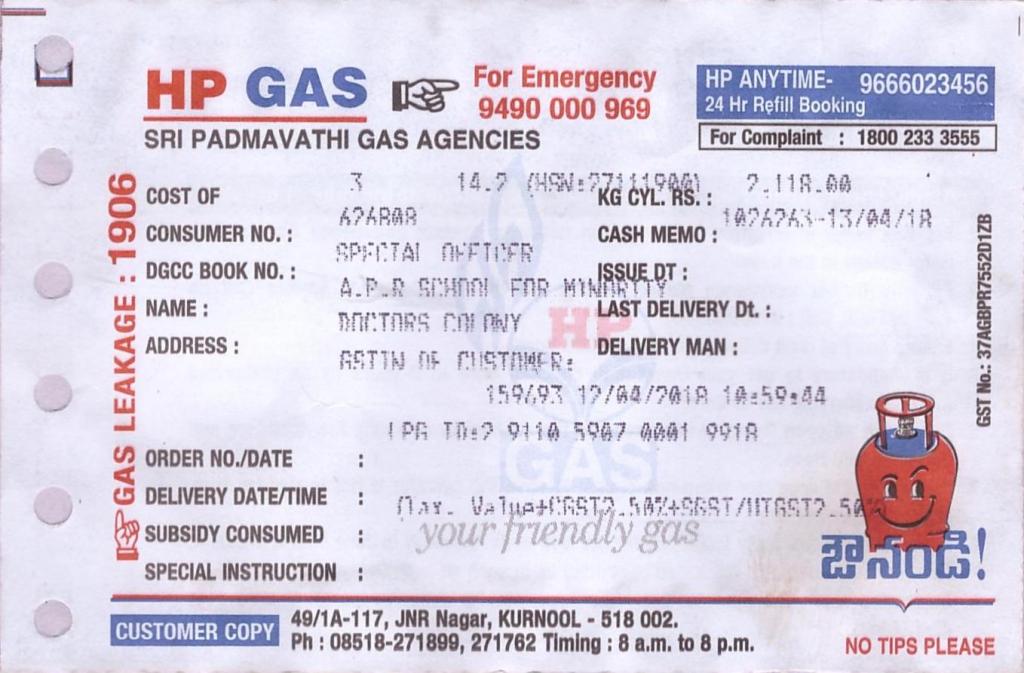 HP GAS
For Emergency
9490 000 969
HP ANYTIME- 9666023456
24 Hr Refill Booking
For Complaint : 1800 233 3555
SRI PADMAVATHI GAS AGENCIES
GAS LEAKAGE : 1906
COST OF 3 14.2 (HSN:27111900) KG CYL. RS. : 2,118.00
CONSUMER NO. : 626808 CASH MEMO : 1026263-13/04/18
DGCC BOOK NO. : SPECIAL OFFICER ISSUE DT :
NAME : A.P.R SCHOOL FOR MINORITY LAST DELIVERY Dt. :
ADDRESS : DOCTORS COLONY DELIVERY MAN :
GSTIN OF CUSTOMER:
159693 12/04/2018 10:59:44
LPG ID:2 9110 5907 0001 9918
HP
GAS
ORDER NO./DATE :
DELIVERY DATE/TIME : Value+CGST2.50%+SGST/UTGST2.50%
SUBSIDY CONSUMED :
your friendly gas
SPECIAL INSTRUCTION :
GST No.: 37AGBPR7552D1ZB
ఔనండి!
CUSTOMER COPY
49/1A-117, JNR Nagar, KURNOOL - 518 002.
Ph : 08518-271899, 271762 Timing : 8 a.m. to 8 p.m.
NO TIPS PLEASE